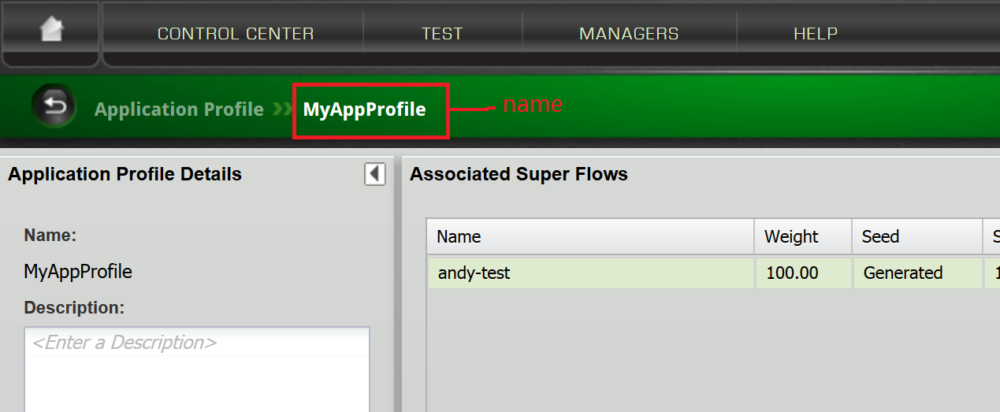 CONTROL CENTER TEST MANAGERS HELP
Application Profile >> MyAppProfile name
Application Profile Details
Associated Super Flows
Name:
MyAppProfile
Description:
<Enter a Description>
Name Weight Seed S
andy-test 100.00 Generated 1